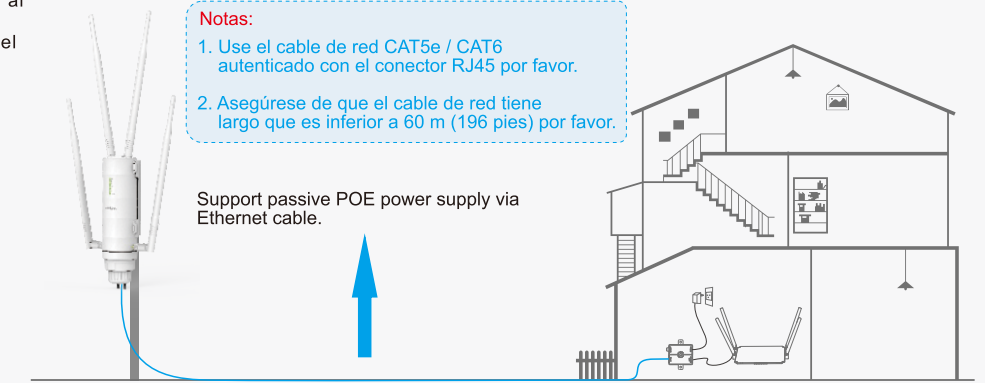 al
el
Notas:
1. Use el cable de red CAT5e / CAT6
autenticado con el conector RJ45 por favor.
2. Asegúrese de que el cable de red tiene
largo que es inferior a 60 m (196 pies) por favor.
Support passive POE power supply via
Ethernet cable.